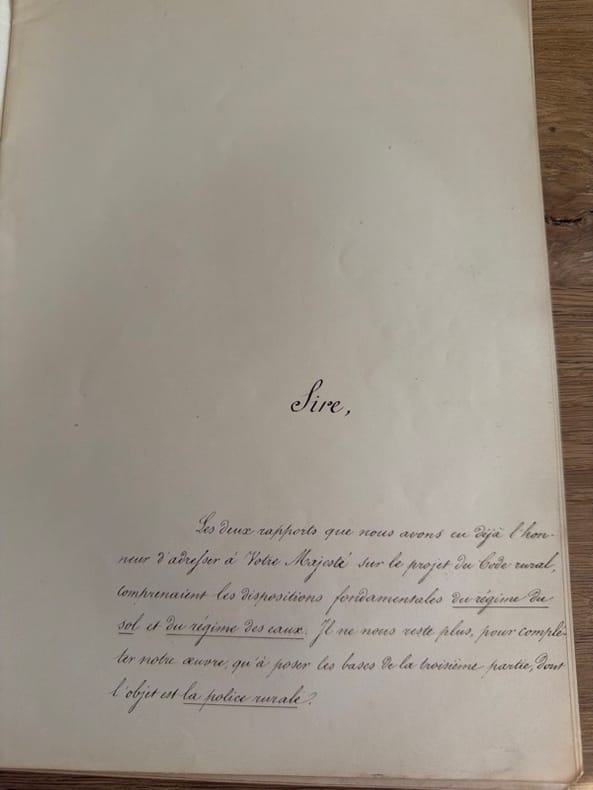 Sire,
Les deux rapports que nous avons eu déjà l'hon-
neur d'adresser à Votre Majesté sur le projet du Code rural,
comprenaient les dispositions fondamentales du régime du
sol et du régime des eaux. Il ne nous reste plus, pour complé-
ter notre œuvre, qu'à poser les bases de la troisième partie, dont
l'objet est la police rurale.